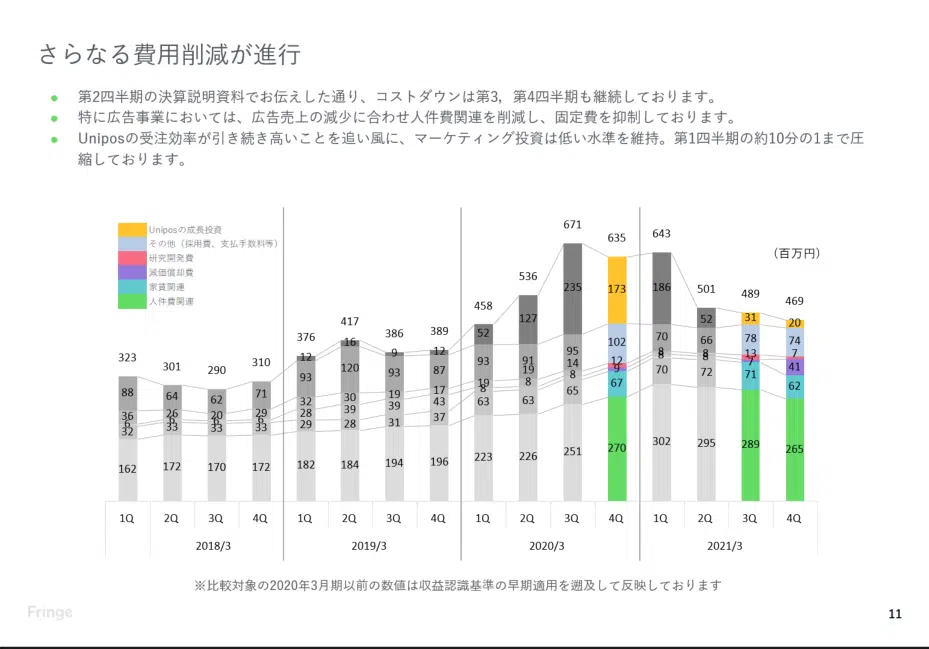 さらなる費用削減が進行
● 第2四半期の決算説明資料でお伝えした通り、コストダウンは第3，第4四半期も継続しております。
● 特に広告事業においては、広告売上の減少に合わせ人件費関連を削減し、固定費を抑制しております。
● Uniposの受注効率が引き続き高いことを追い風に、マーケティング投資は低い水準を維持。第1四半期の約10分の1まで圧
縮しております。
Uniposの成長投資
その他（採用費、支払手数料等）
研究開発費
減価償却費
家賃関連
人件費関連
（百万円）
323 301 290 310 376 417 386 389 458 536 671 635 643 501 489 469
12 16 9 12 52 127 235 173 186 52 31 20
88 64 62 71 93 120 93 87 93 91 95 102 70 66 78 74
36 26 20 29 32 30 19 17 19 19 14 12 8 8 13 7
6 6 6 6 28 39 39 43 8 8 8 9 8 8 7 41
32 33 33 33 29 28 31 37 63 63 65 67 70 72 71 62
162 172 170 172 182 184 194 196 223 226 251 270 302 295 289 265
1Q 2Q 3Q 4Q 1Q 2Q 3Q 4Q 1Q 2Q 3Q 4Q 1Q 2Q 3Q 4Q
2018/3 2019/3 2020/3 2021/3
※比較対象の2020年3月期以前の数値は収益認識基準の早期適用を遡及して反映しております
Fringe
11